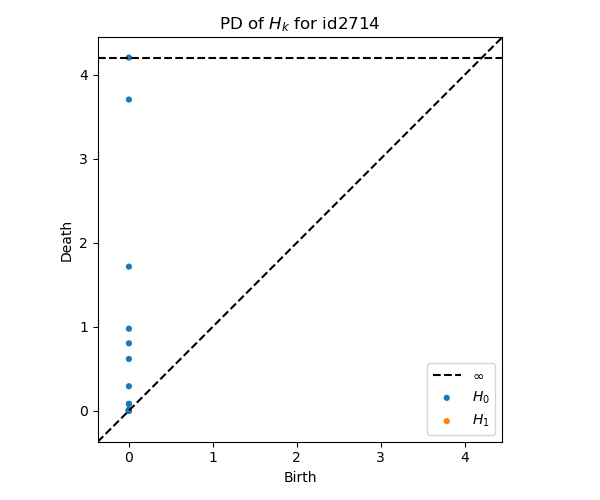 PD of $H_k$ for id2714
Death
4
3
2
1
0
0 1 2 3 4
Birth
∞
$H_0$
$H_1$